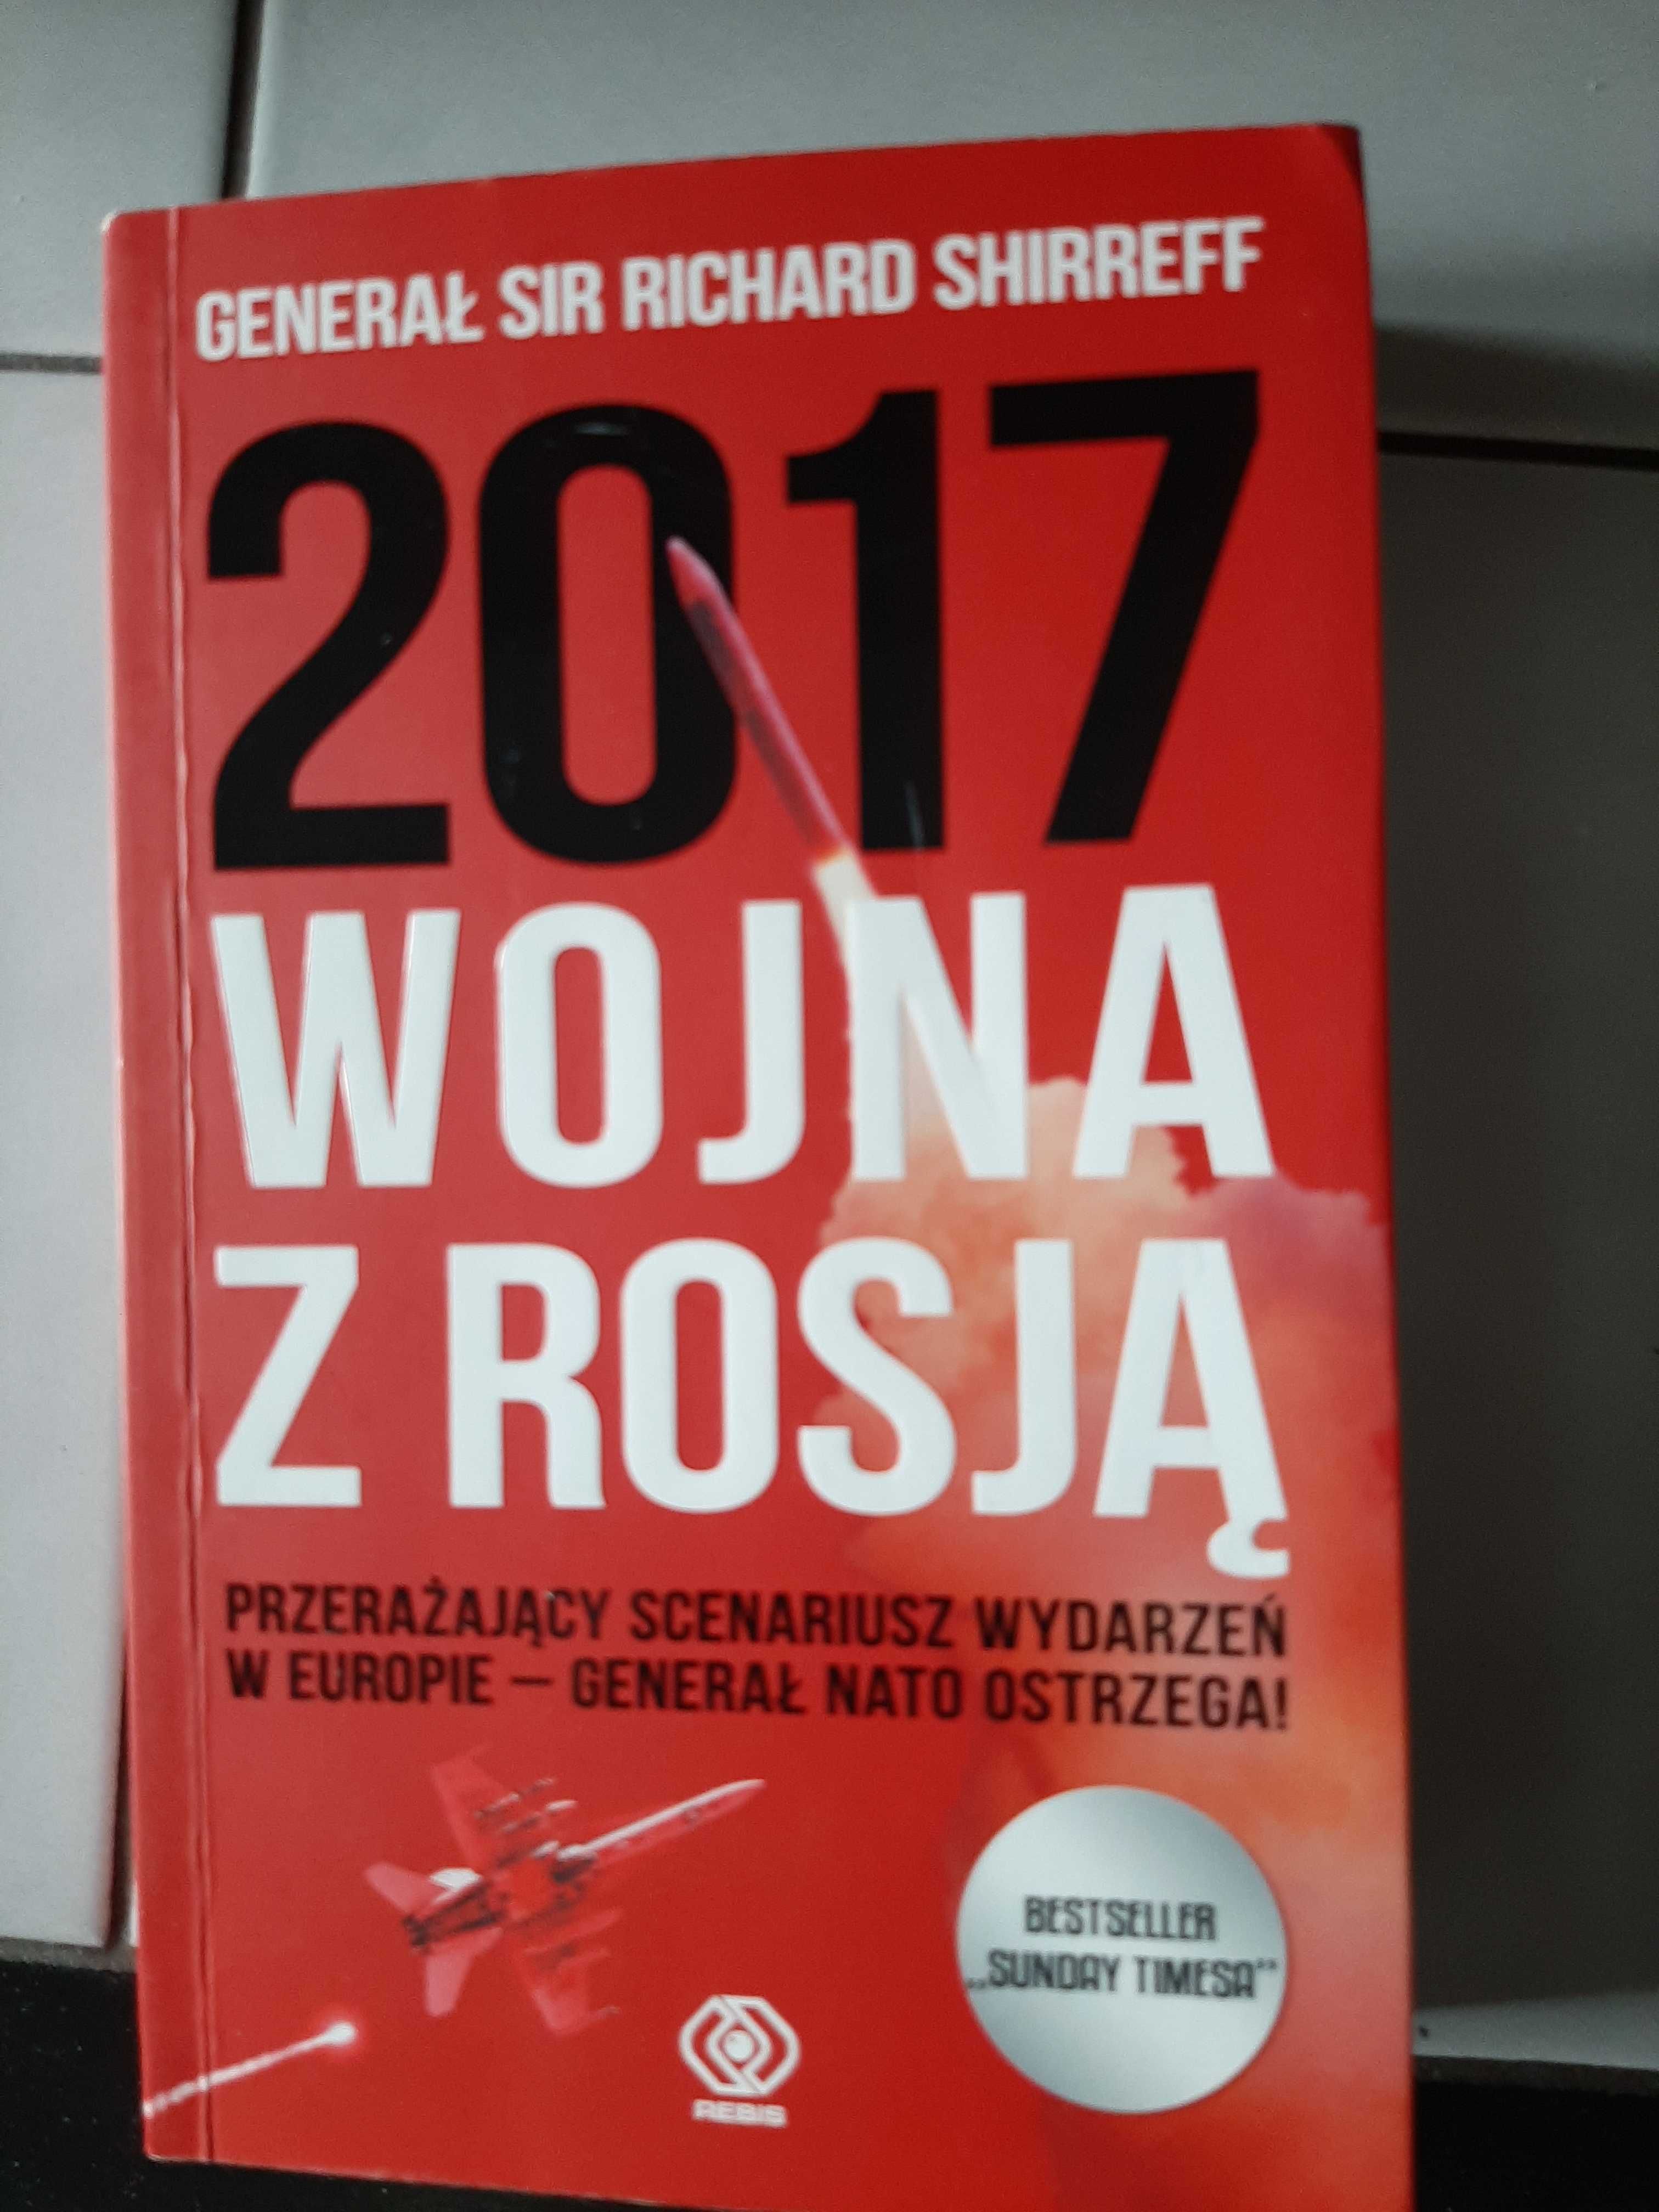 GENERAŁ SIR RICHARD SHIRREFF
2017
WOJNA
Z ROSJĄ
PRZERAŻAJĄCY SCENARIUSZ WYDARZEŃ
W EUROPIE – GENERAŁ NATO OSTRZEGA!
BESTSELLER
„SUNDAY TIMESA”
REBIS